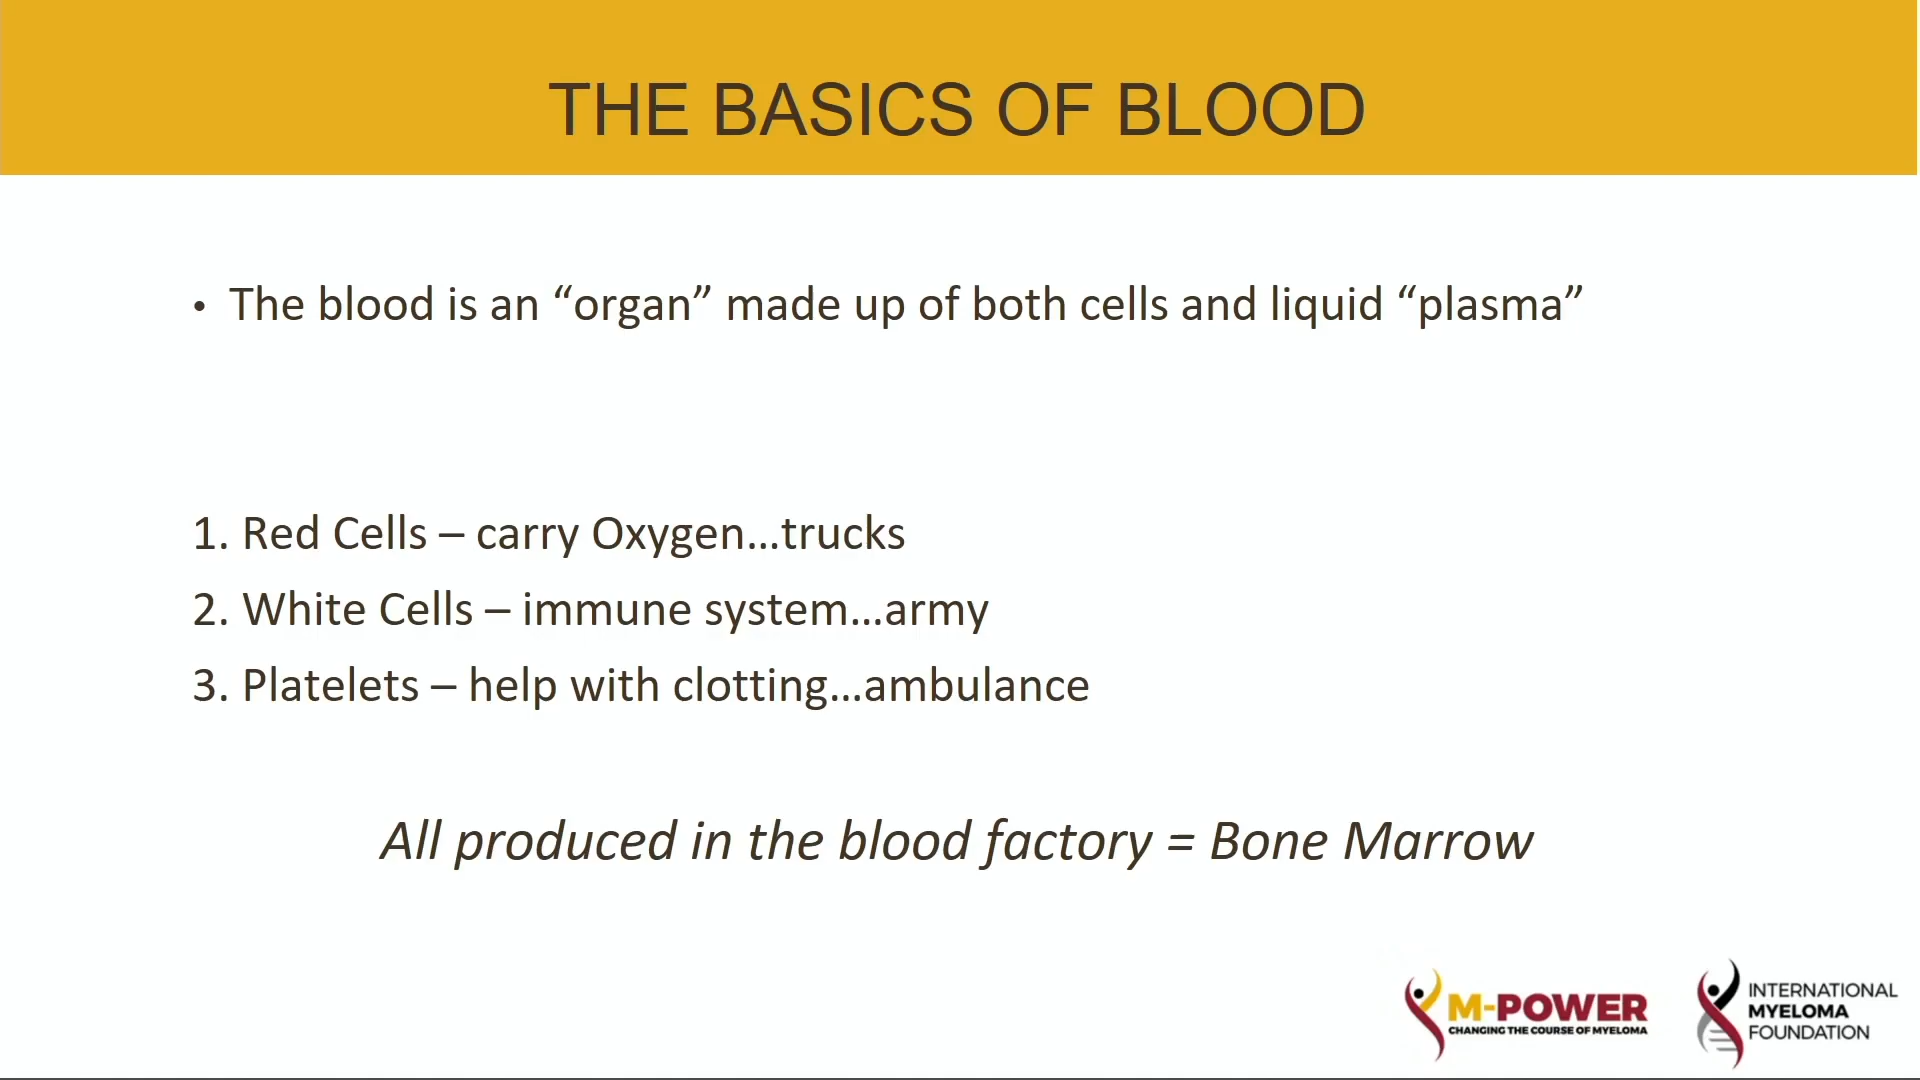 THE BASICS OF BLOOD
• The blood is an “organ” made up of both cells and liquid “plasma”
1. Red Cells – carry Oxygen...trucks
2. White Cells – immune system...army
3. Platelets – help with clotting...ambulance
All produced in the blood factory = Bone Marrow
M-POWER
CHANGING THE COURSE OF MYELOMA
INTERNATIONAL
MYELOMA
FOUNDATION